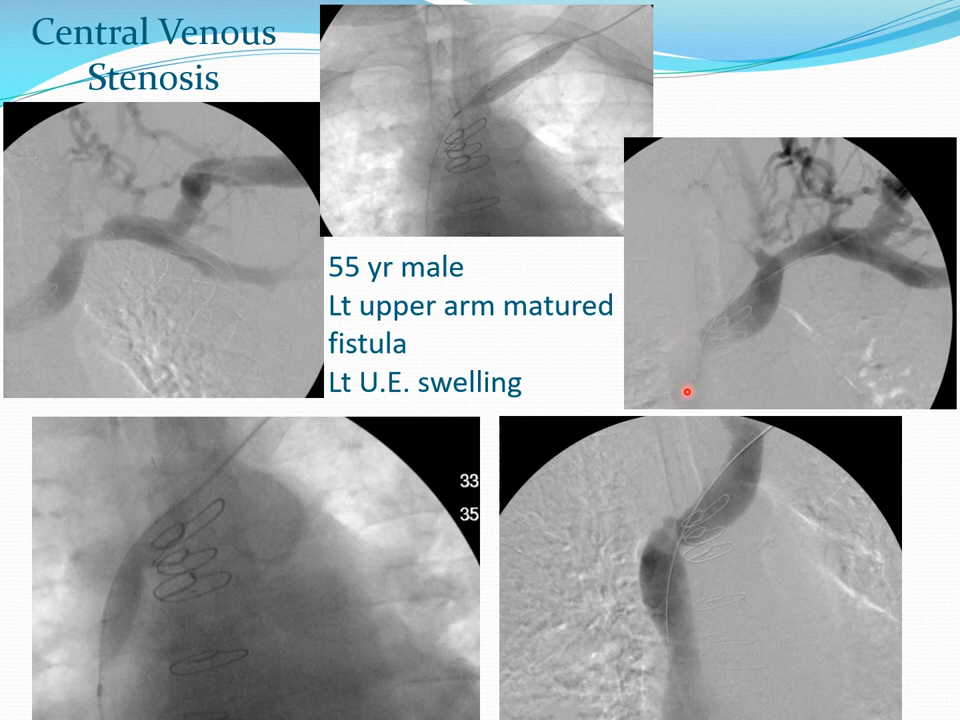 Central Venous
Stenosis
55 yr male
Lt upper arm matured
fistula
Lt U.E. swelling
33
35